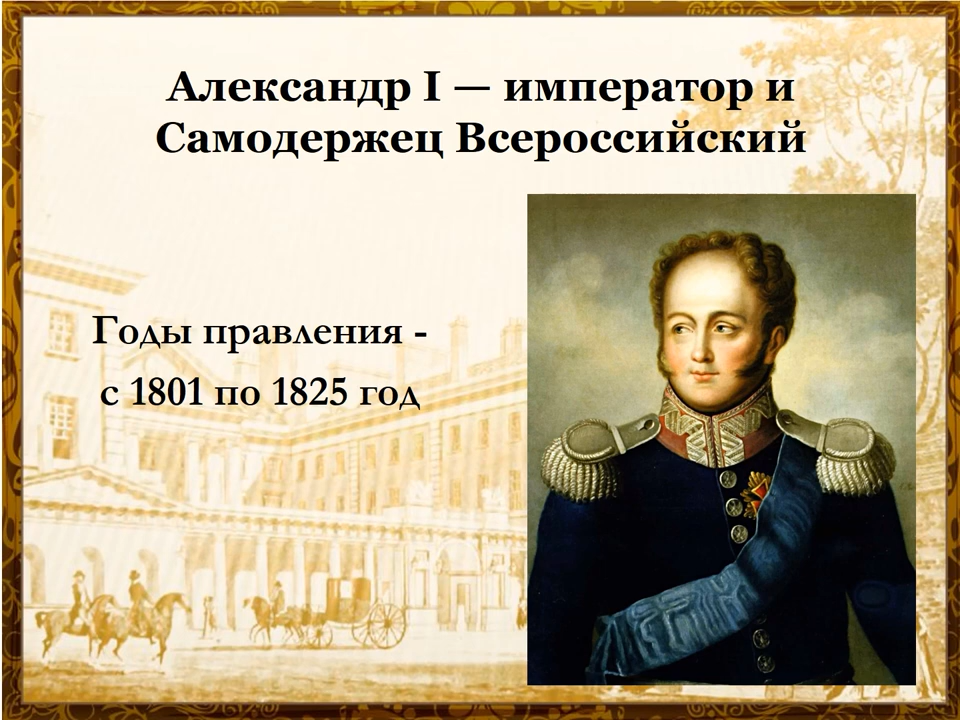 Александр I — император и
Самодержец Всероссийский
Годы правления -
с 1801 по 1825 год